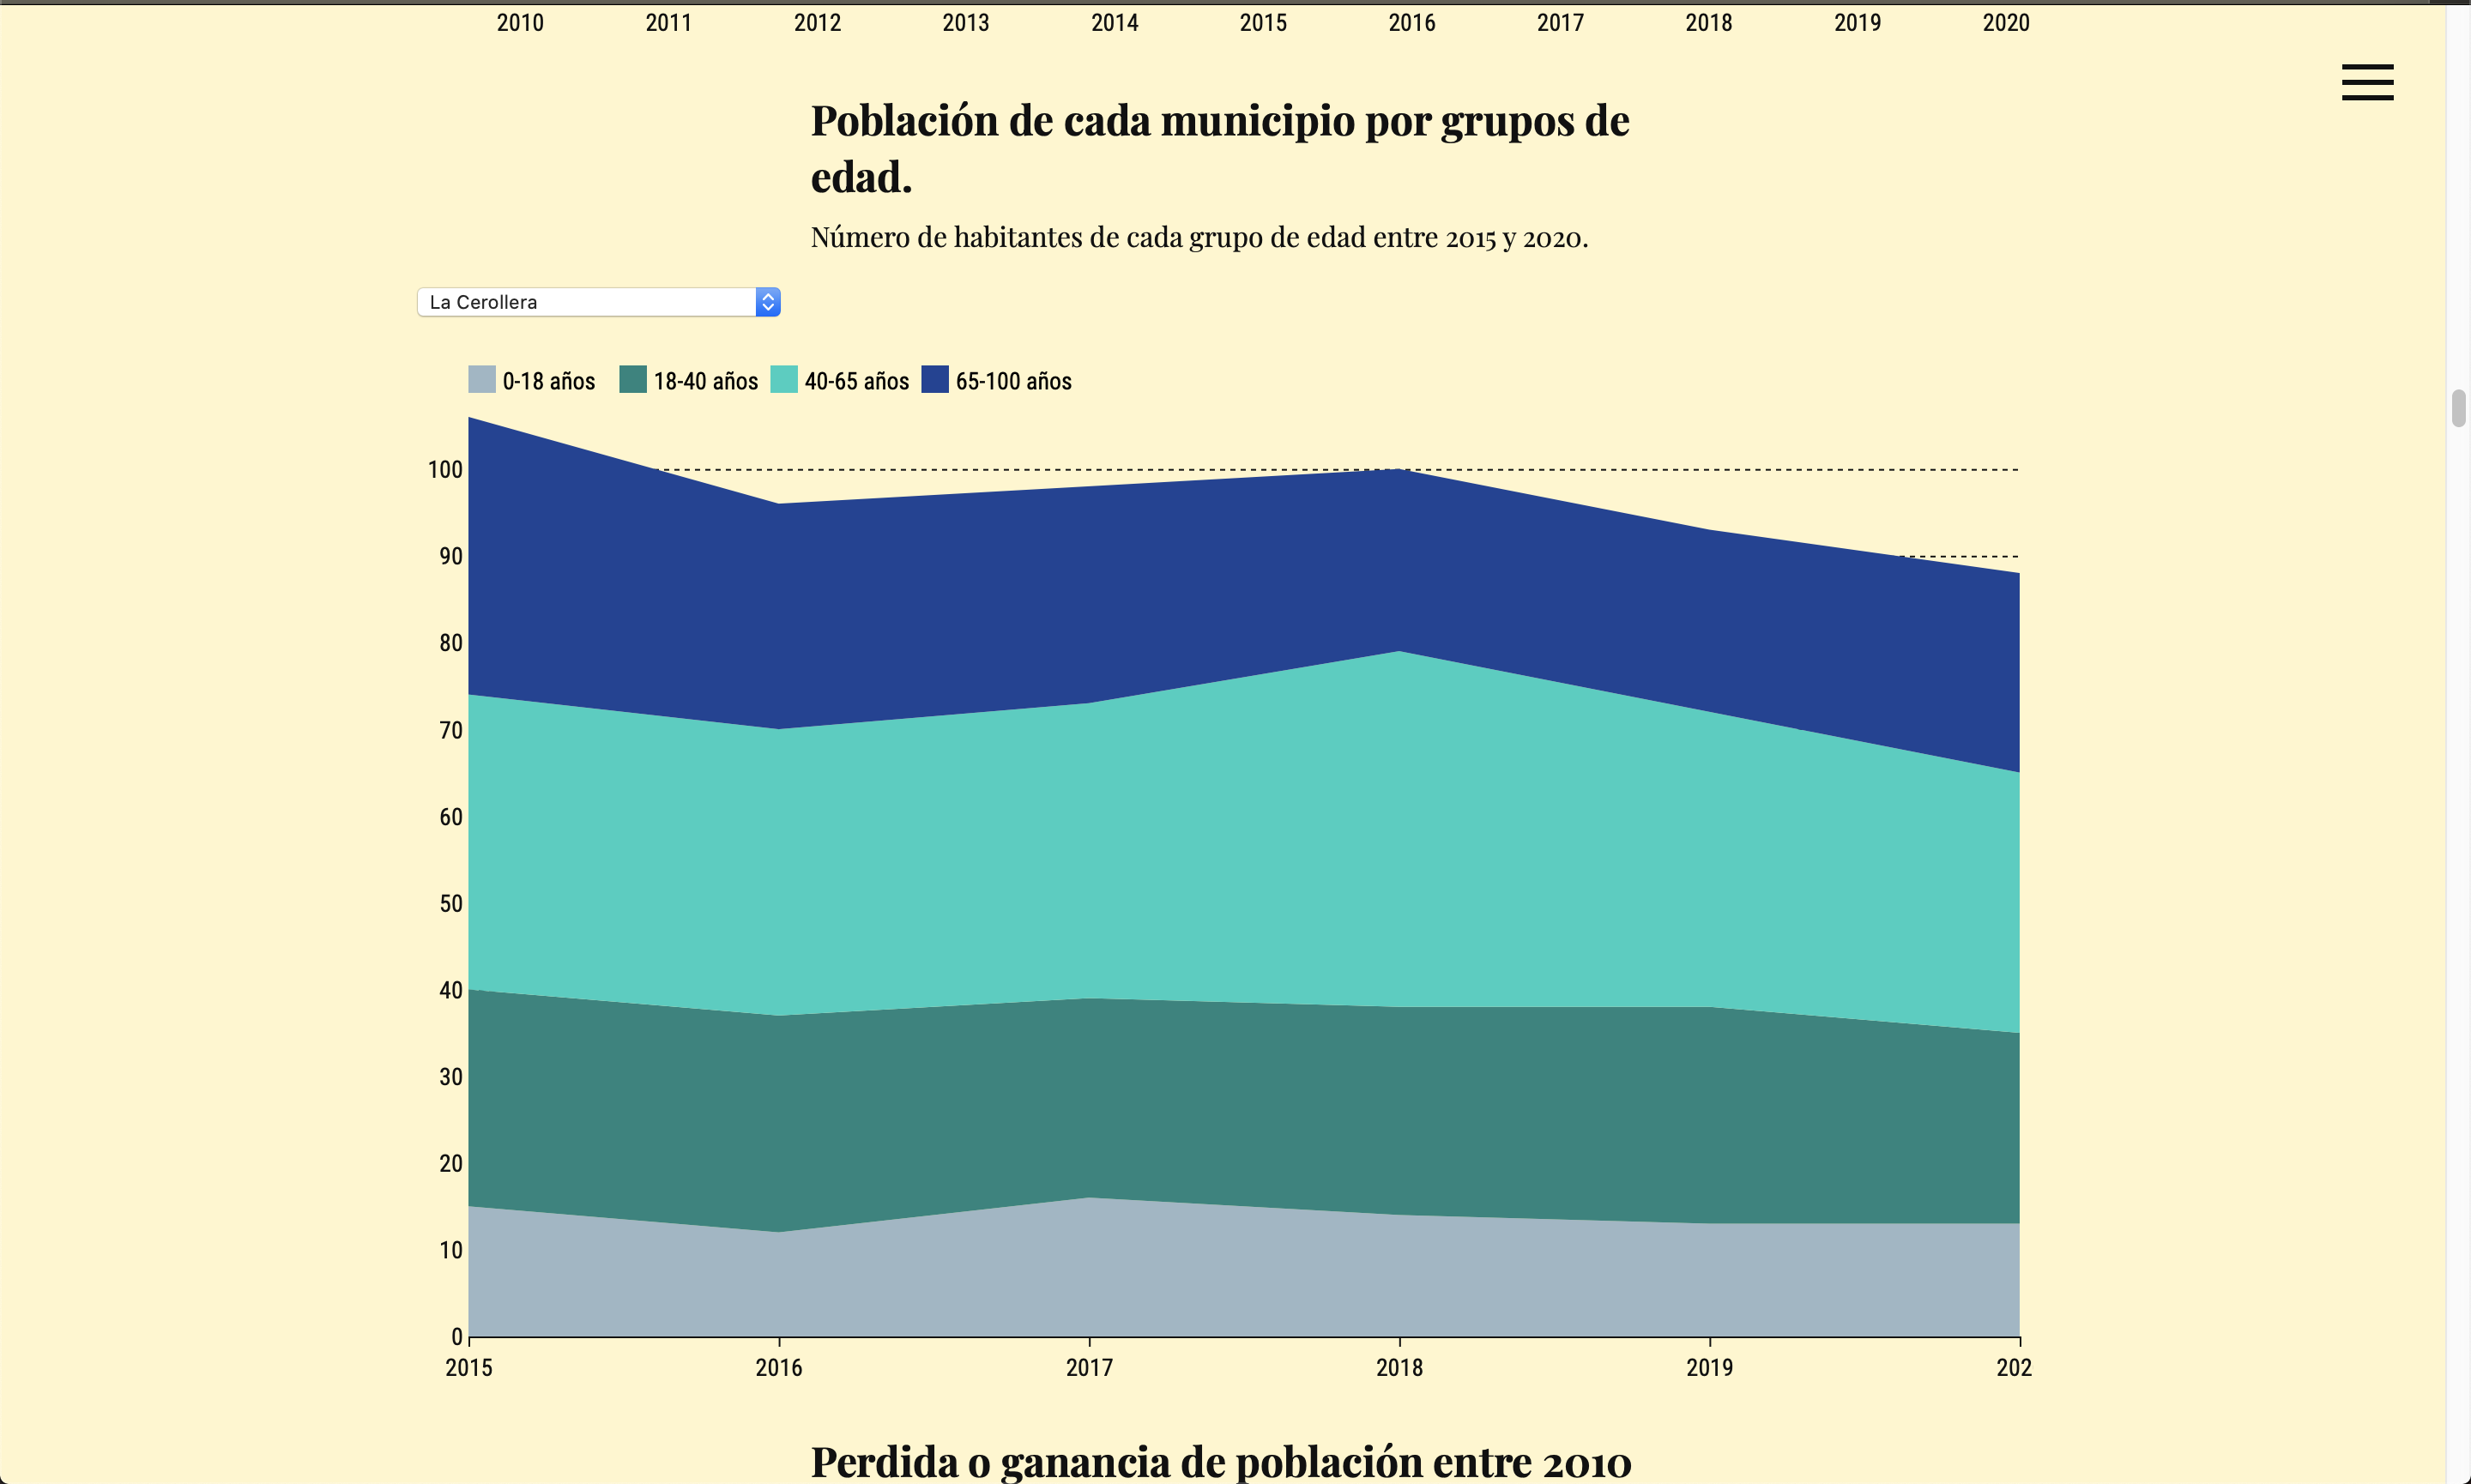 2010 2011 2012 2013 2014 2015 2016 2017 2018 2019 2020
Población de cada municipio por grupos de
edad.
Número de habitantes de cada grupo de edad entre 2015 y 2020.
La Cerollera
0-18 años 18-40 años 40-65 años 65-100 años
100
90
80
70
60
50
40
30
20
10
0
2015 2016 2017 2018 2019 202
Perdida o ganancia de población entre 2010